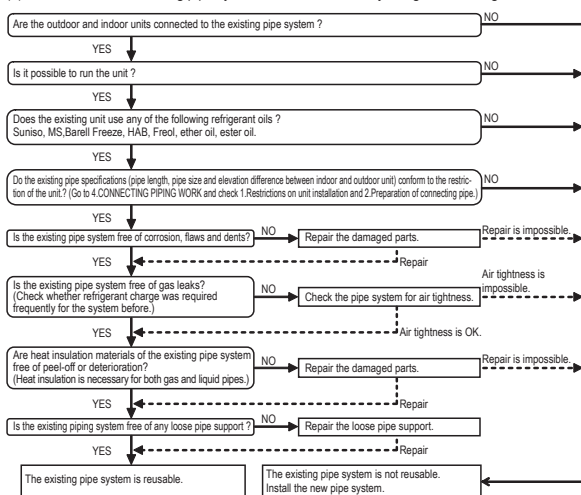 Are the outdoor and indoor units connected to the existing pipe system ?
NO
YES
Is it possible to run the unit ?
NO
YES
Does the existing unit use any of the following refrigerant oils ?
Suniso, MS,Barell Freeze, HAB, Freol, ether oil, ester oil.
NO
YES
Do the existing pipe specifications (pipe length, pipe size and elevation difference between indoor and outdoor unit) conform to the restric-
tion of the unit.? (Go to 4.CONNECTING PIPING WORK and check 1.Restrictions on unit installation and 2.Preparation of connecting pipe.)
NO
YES
Is the existing pipe system free of corrosion, flaws and dents?
NO
Repair the damaged parts.
Repair is impossible.
YES
Repair
Is the existing pipe system free of gas leaks?
(Check whether refrigerant charge was required
frequently for the system before.)
NO
Check the pipe system for air tightness.
Air tightness is
impossible.
YES
Air tightness is OK.
Are heat insulation materials of the existing pipe system
free of peel-off or deterioration?
(Heat insulation is necessary for both gas and liquid pipes.)
NO
Repair the damaged parts.
Repair is impossible.
YES
Repair
Is the existing piping system free of any loose pipe support ?
NO
Repair the loose pipe support.
YES
Repair
The existing pipe system is reusable.
The existing pipe system is not reusable.
Install the new pipe system.